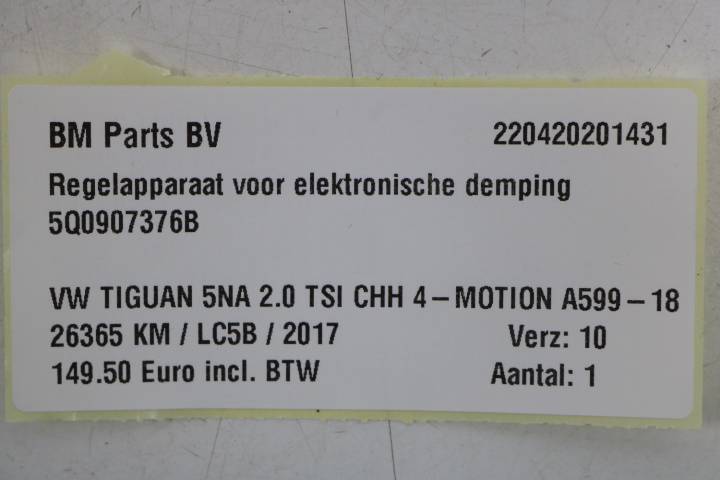 BM Parts BV 220420201431
Regelapparaat voor elektronische demping
5Q0907376B
VW TIGUAN 5NA 2.0 TSI CHH 4-MOTION A599-18
26365 KM / LC5B / 2017 Verz: 10
149.50 Euro incl. BTW Aantal: 1